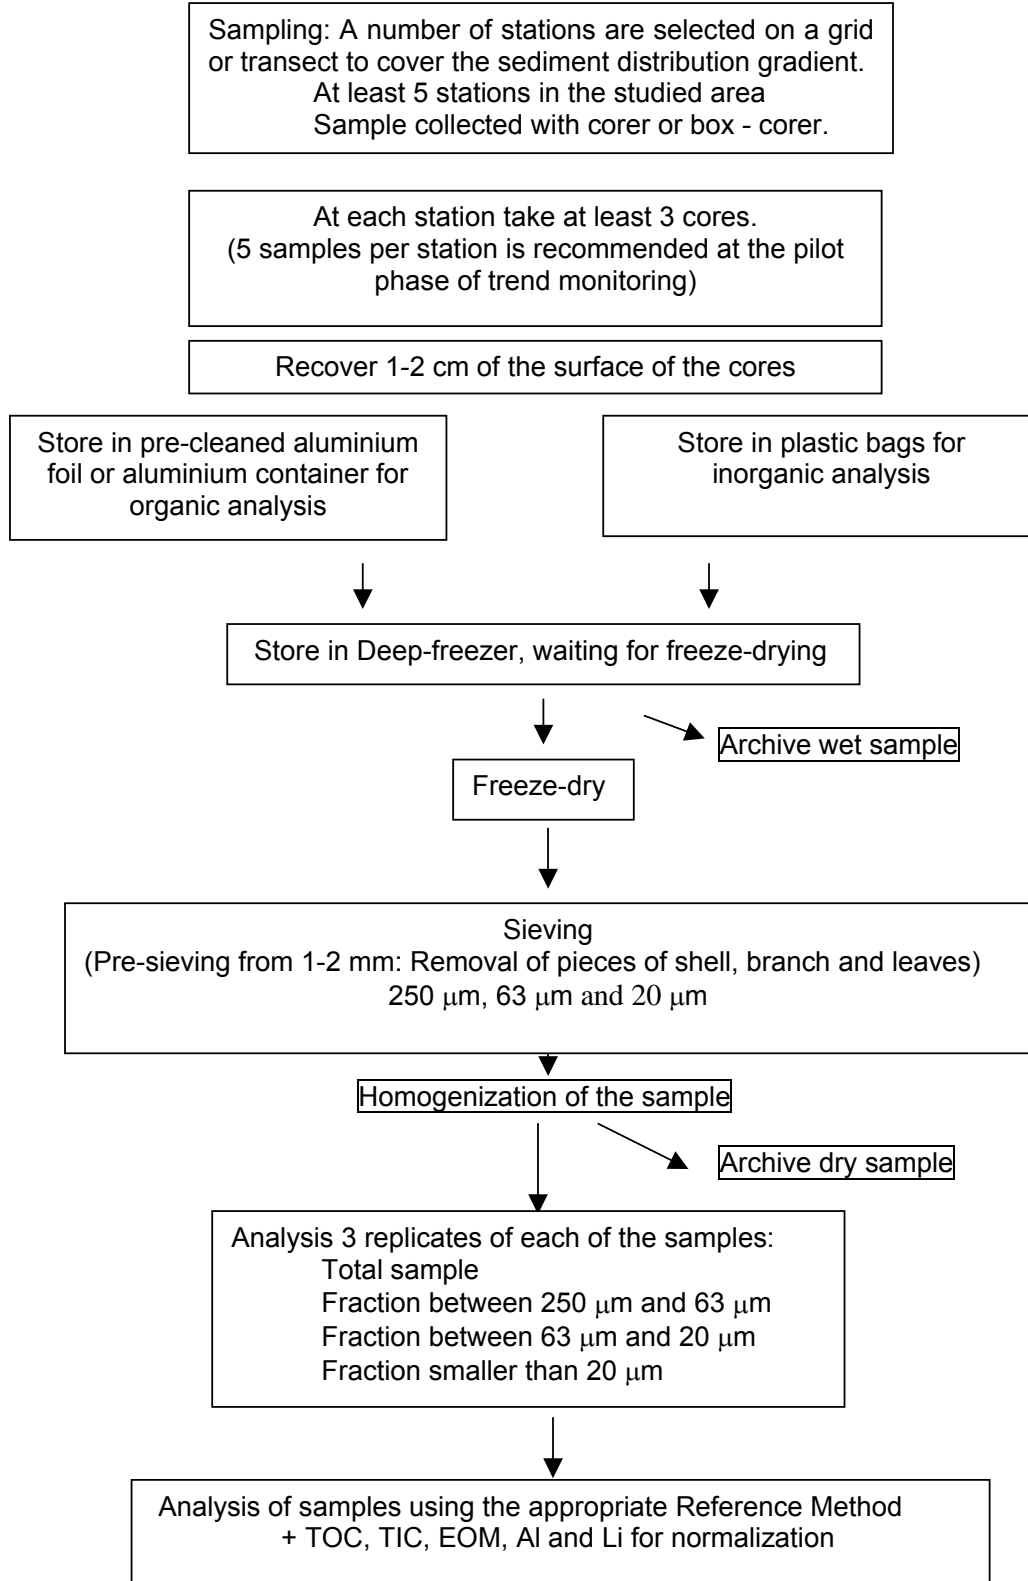 Sampling: A number of stations are selected on a grid
or transect to cover the sediment distribution gradient.
At least 5 stations in the studied area
Sample collected with corer or box - corer.
At each station take at least 3 cores.
(5 samples per station is recommended at the pilot
phase of trend monitoring)
Recover 1-2 cm of the surface of the cores
Store in pre-cleaned aluminium
foil or aluminium container for
organic analysis
Store in plastic bags for
inorganic analysis
Store in Deep-freezer, waiting for freeze-drying
Archive wet sample
Freeze-dry
Sieving
(Pre-sieving from 1-2 mm: Removal of pieces of shell, branch and leaves)
250 μm, 63 μm and 20 μm
Homogenization of the sample
Archive dry sample
Analysis 3 replicates of each of the samples:
Total sample
Fraction between 250 μm and 63 μm
Fraction between 63 μm and 20 μm
Fraction smaller than 20 μm
Analysis of samples using the appropriate Reference Method
+ TOC, TIC, EOM, Al and Li for normalization